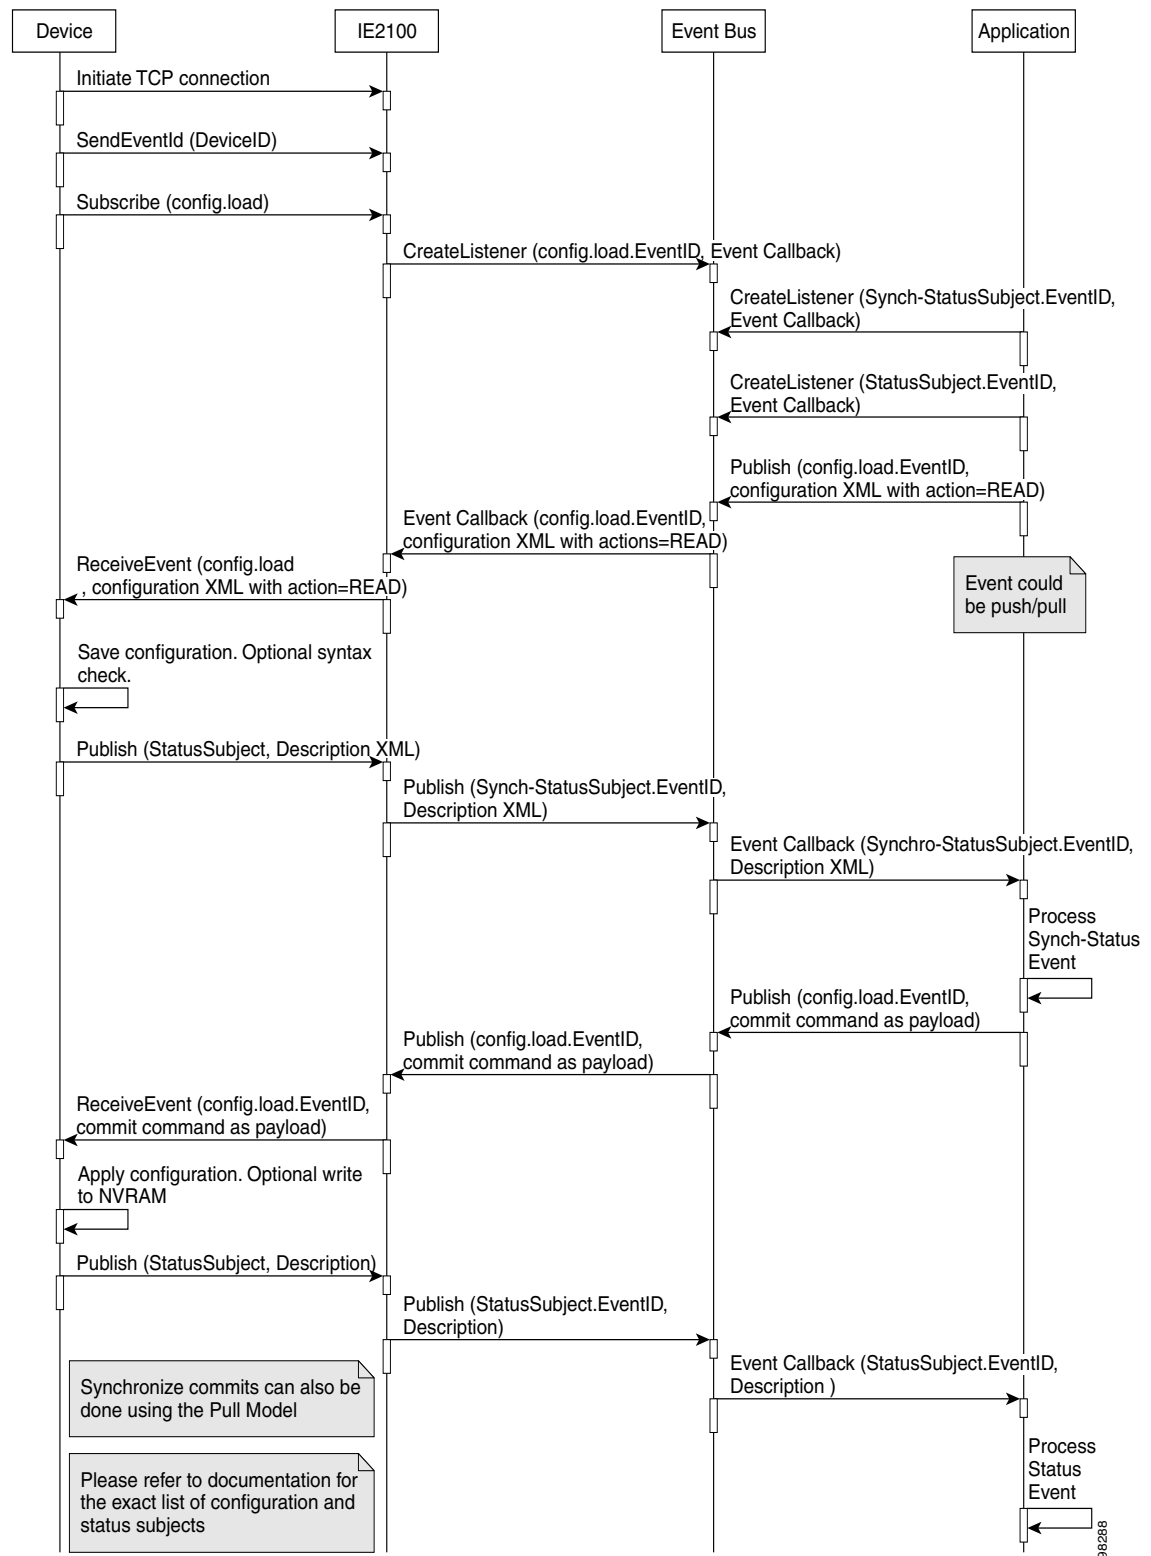 Device
IE2100
Event Bus
Application
Initiate TCP connection
SendEventId (DeviceID)
Subscribe (config.load)
CreateListener (config.load.EventID, Event Callback)
CreateListener (Synch-StatusSubject.EventID,
Event Callback)
CreateListener (StatusSubject.EventID,
Event Callback)
Publish (config.load.EventID,
configuration XML with action=READ)
Event Callback (config.load.EventID,
configuration XML with actions=READ)
ReceiveEvent (config.load
, configuration XML with action=READ)
Event could
be push/pull
Save configuration. Optional syntax
check.
Publish (StatusSubject, Description XML)
Publish (Synch-StatusSubject.EventID,
Description XML)
Event Callback (Synchro-StatusSubject.EventID,
Description XML)
Process
Synch-Status
Event
Publish (config.load.EventID,
commit command as payload)
Publish (config.load.EventID,
commit command as payload)
ReceiveEvent (config.load.EventID,
commit command as payload)
Apply configuration. Optional write
to NVRAM
Publish (StatusSubject, Description)
Publish (StatusSubject.EventID,
Description)
Event Callback (StatusSubject.EventID,
Description )
Synchronize commits can also be
done using the Pull Model
Process
Status
Event
Please refer to documentation for
the exact list of configuration and
status subjects
98288